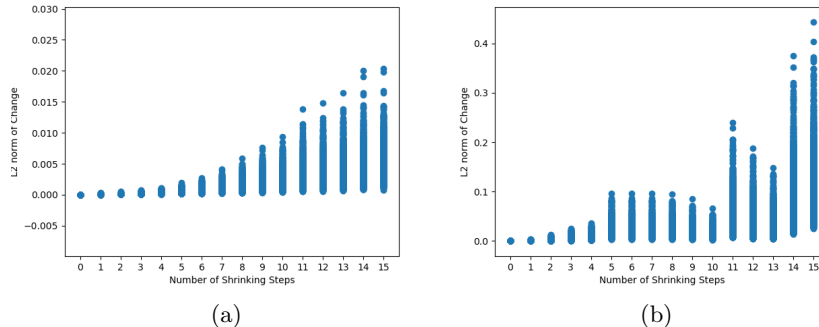 0.030
0.025
0.020
0.015
0.010
0.005
0.000
−0.005
L2 norm of Change
0 1 2 3 4 5 6 7 8 9 10 11 12 13 14 15
Number of Shrinking Steps
(a)
0.4
0.3
0.2
0.1
0.0
L2 norm of Change
0 1 2 3 4 5 6 7 8 9 10 11 12 13 14 15
Number of Shrinking Steps
(b)